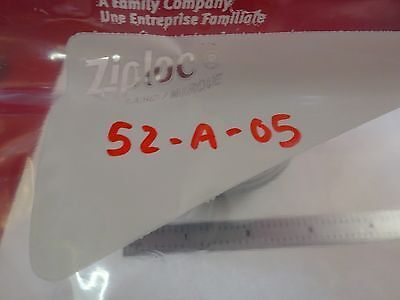 A Family Company
Une Entreprise Familiale
Ziploc®
52-A-05